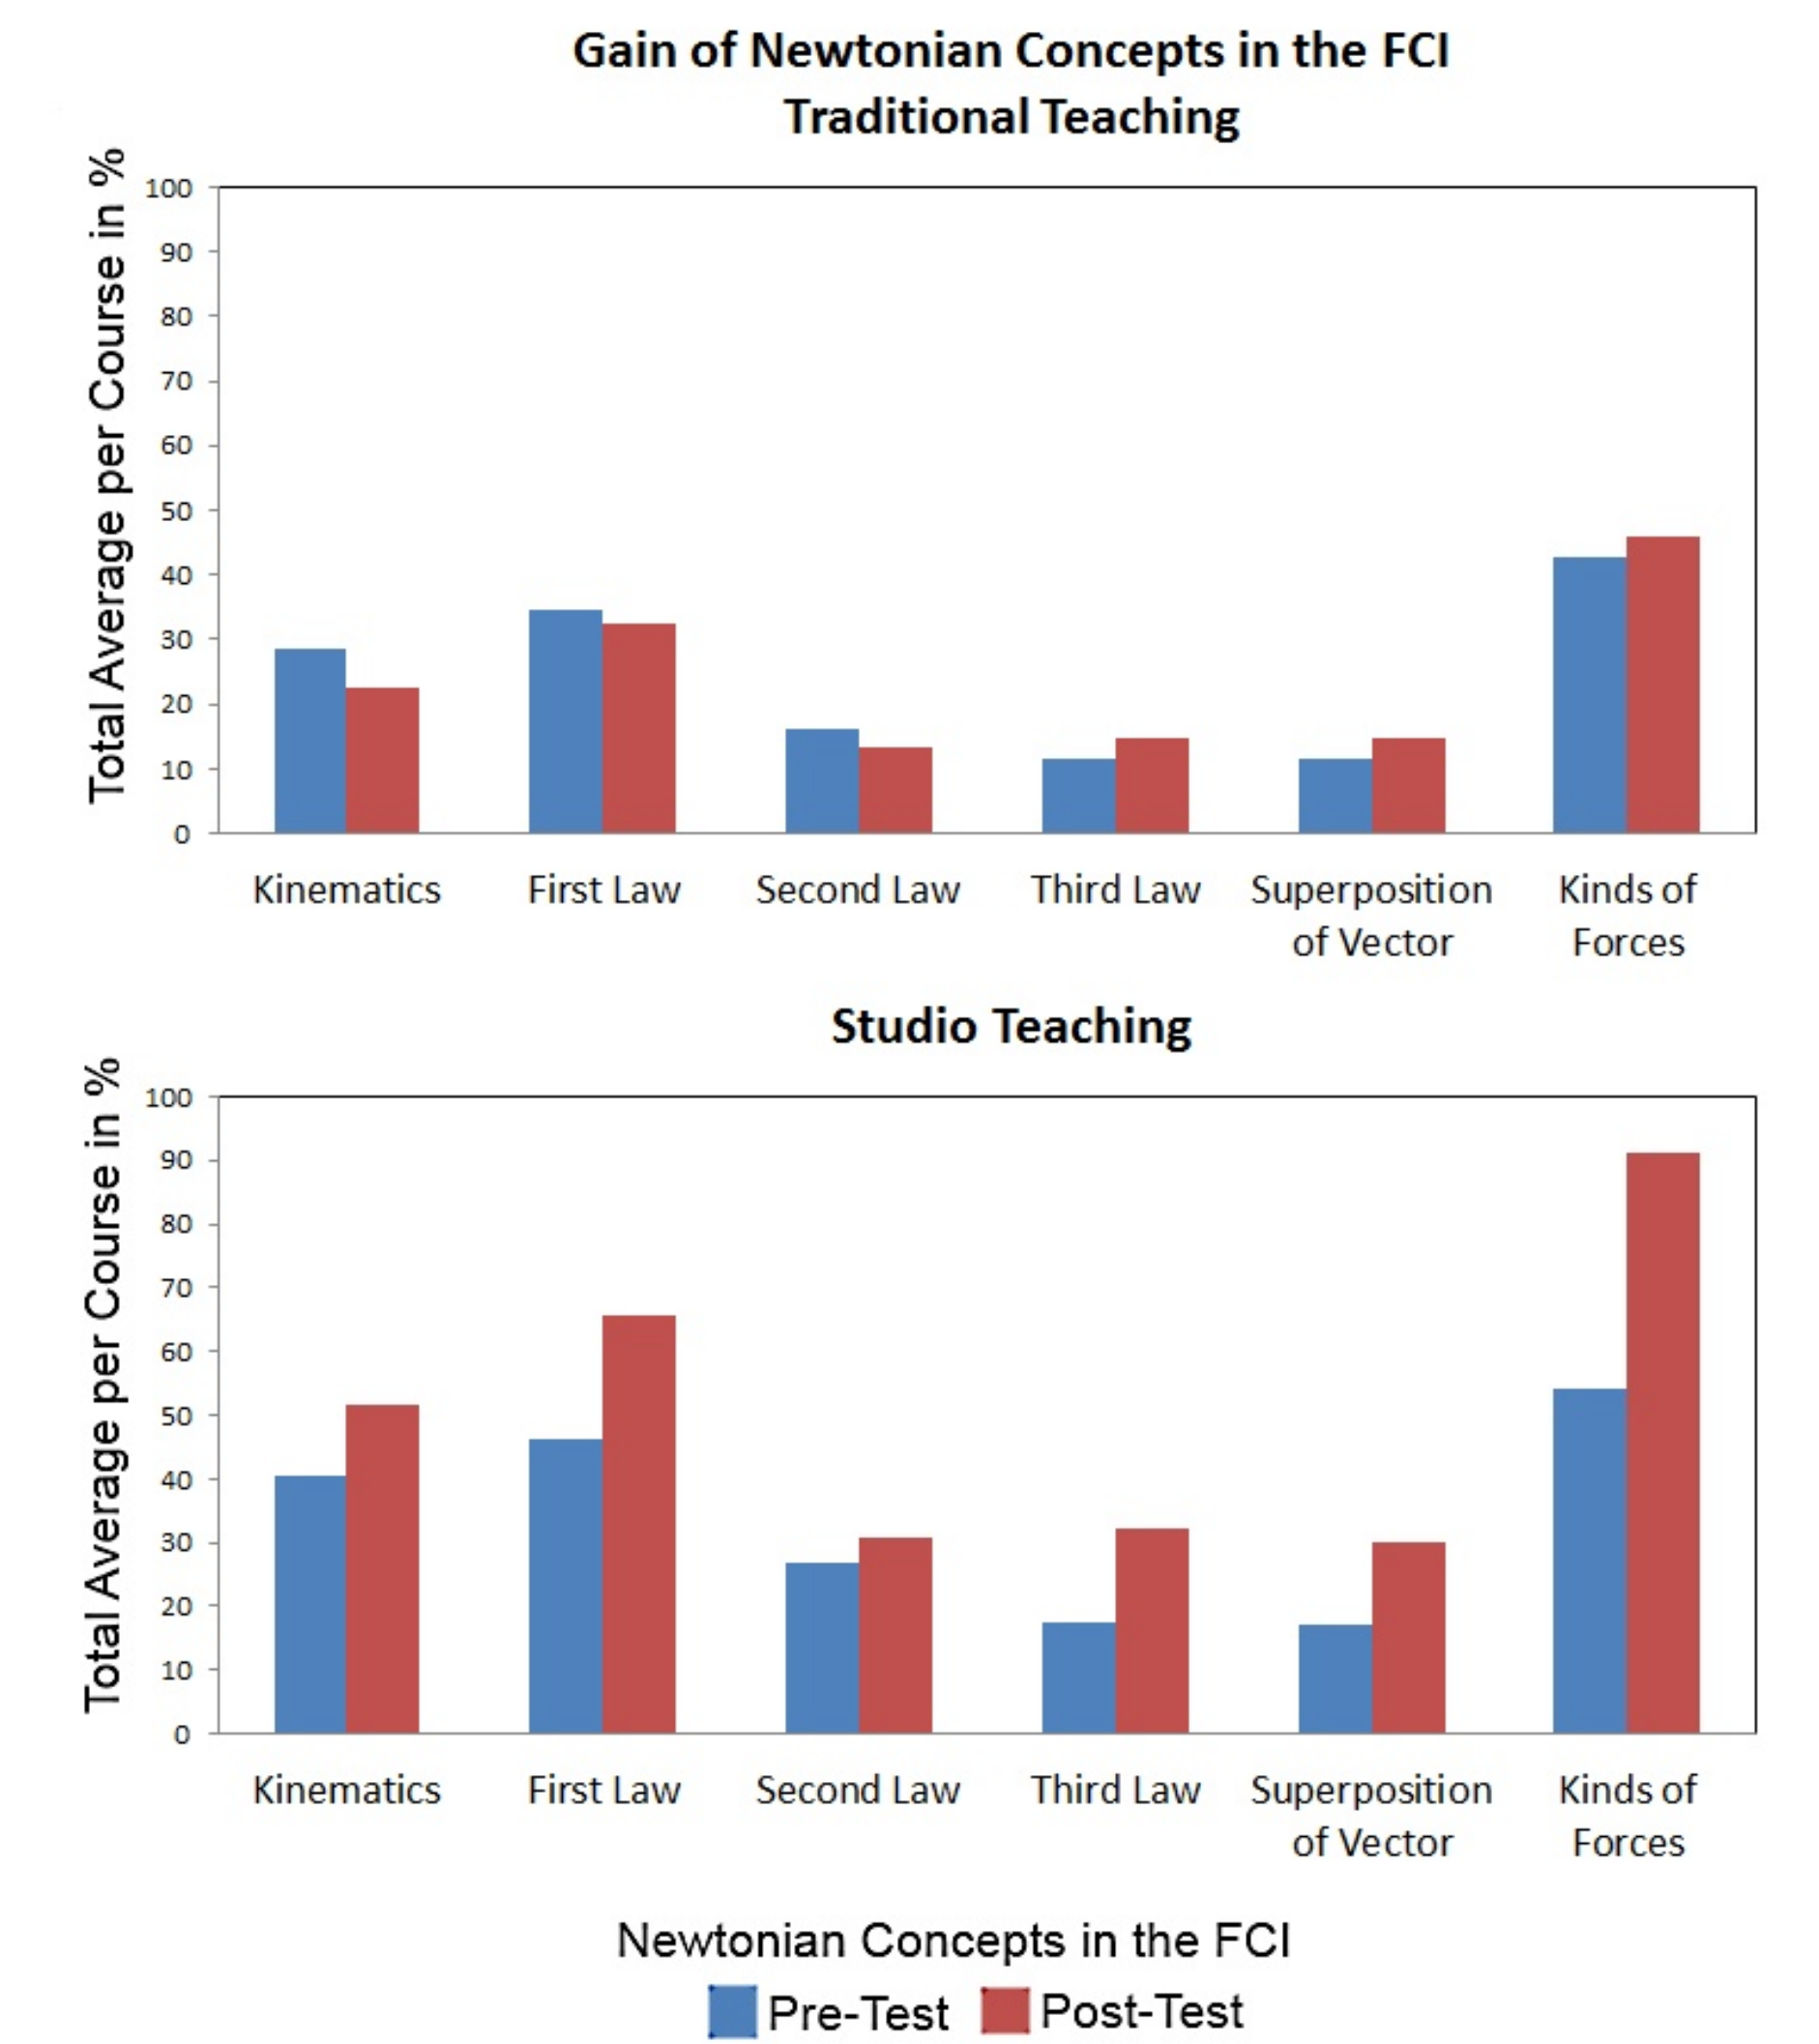 Gain of Newtonian Concepts in the FCI
Traditional Teaching
Total Average per Course in %
100
90
80
70
60
50
40
30
20
10
0
Kinematics
First Law
Second Law
Third Law
Superposition
of Vector
Kinds of
Forces
Studio Teaching
Total Average per Course in %
100
90
80
70
60
50
40
30
20
10
0
Kinematics
First Law
Second Law
Third Law
Superposition
of Vector
Kinds of
Forces
Newtonian Concepts in the FCI
Pre-Test
Post-Test